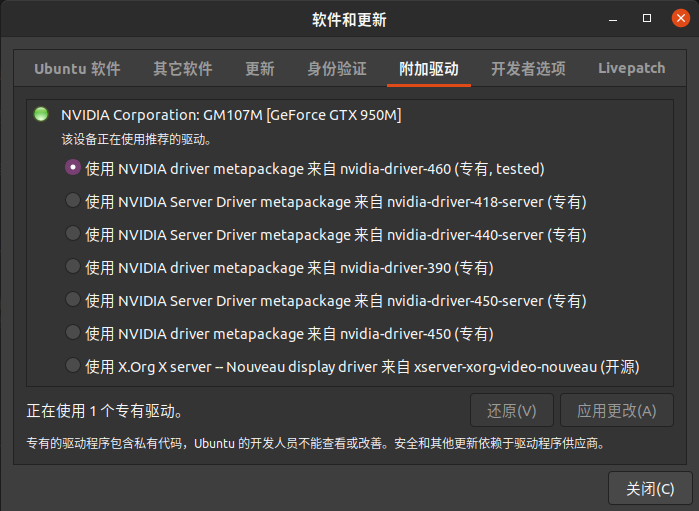 软件和更新
Ubuntu 软件 其它软件 更新 身份验证 附加驱动 开发者选项 Livepatch
NVIDIA Corporation: GM107M [GeForce GTX 950M]
该设备正在使用推荐的驱动。
使用 NVIDIA driver metapackage 来自 nvidia-driver-460 (专有, tested)
使用 NVIDIA Server Driver metapackage 来自 nvidia-driver-418-server (专有)
使用 NVIDIA Server Driver metapackage 来自 nvidia-driver-440-server (专有)
使用 NVIDIA driver metapackage 来自 nvidia-driver-390 (专有)
使用 NVIDIA Server Driver metapackage 来自 nvidia-driver-450-server (专有)
使用 NVIDIA driver metapackage 来自 nvidia-driver-450 (专有)
使用 X.Org X server -- Nouveau display driver 来自 xserver-xorg-video-nouveau (开源)
正在使用 1 个专有驱动。 还原(V) 应用更改(A)
专有的驱动程序包含私有代码，Ubuntu 的开发人员不能查看或改善。安全和其他更新依赖于驱动程序供应商。
关闭(C)